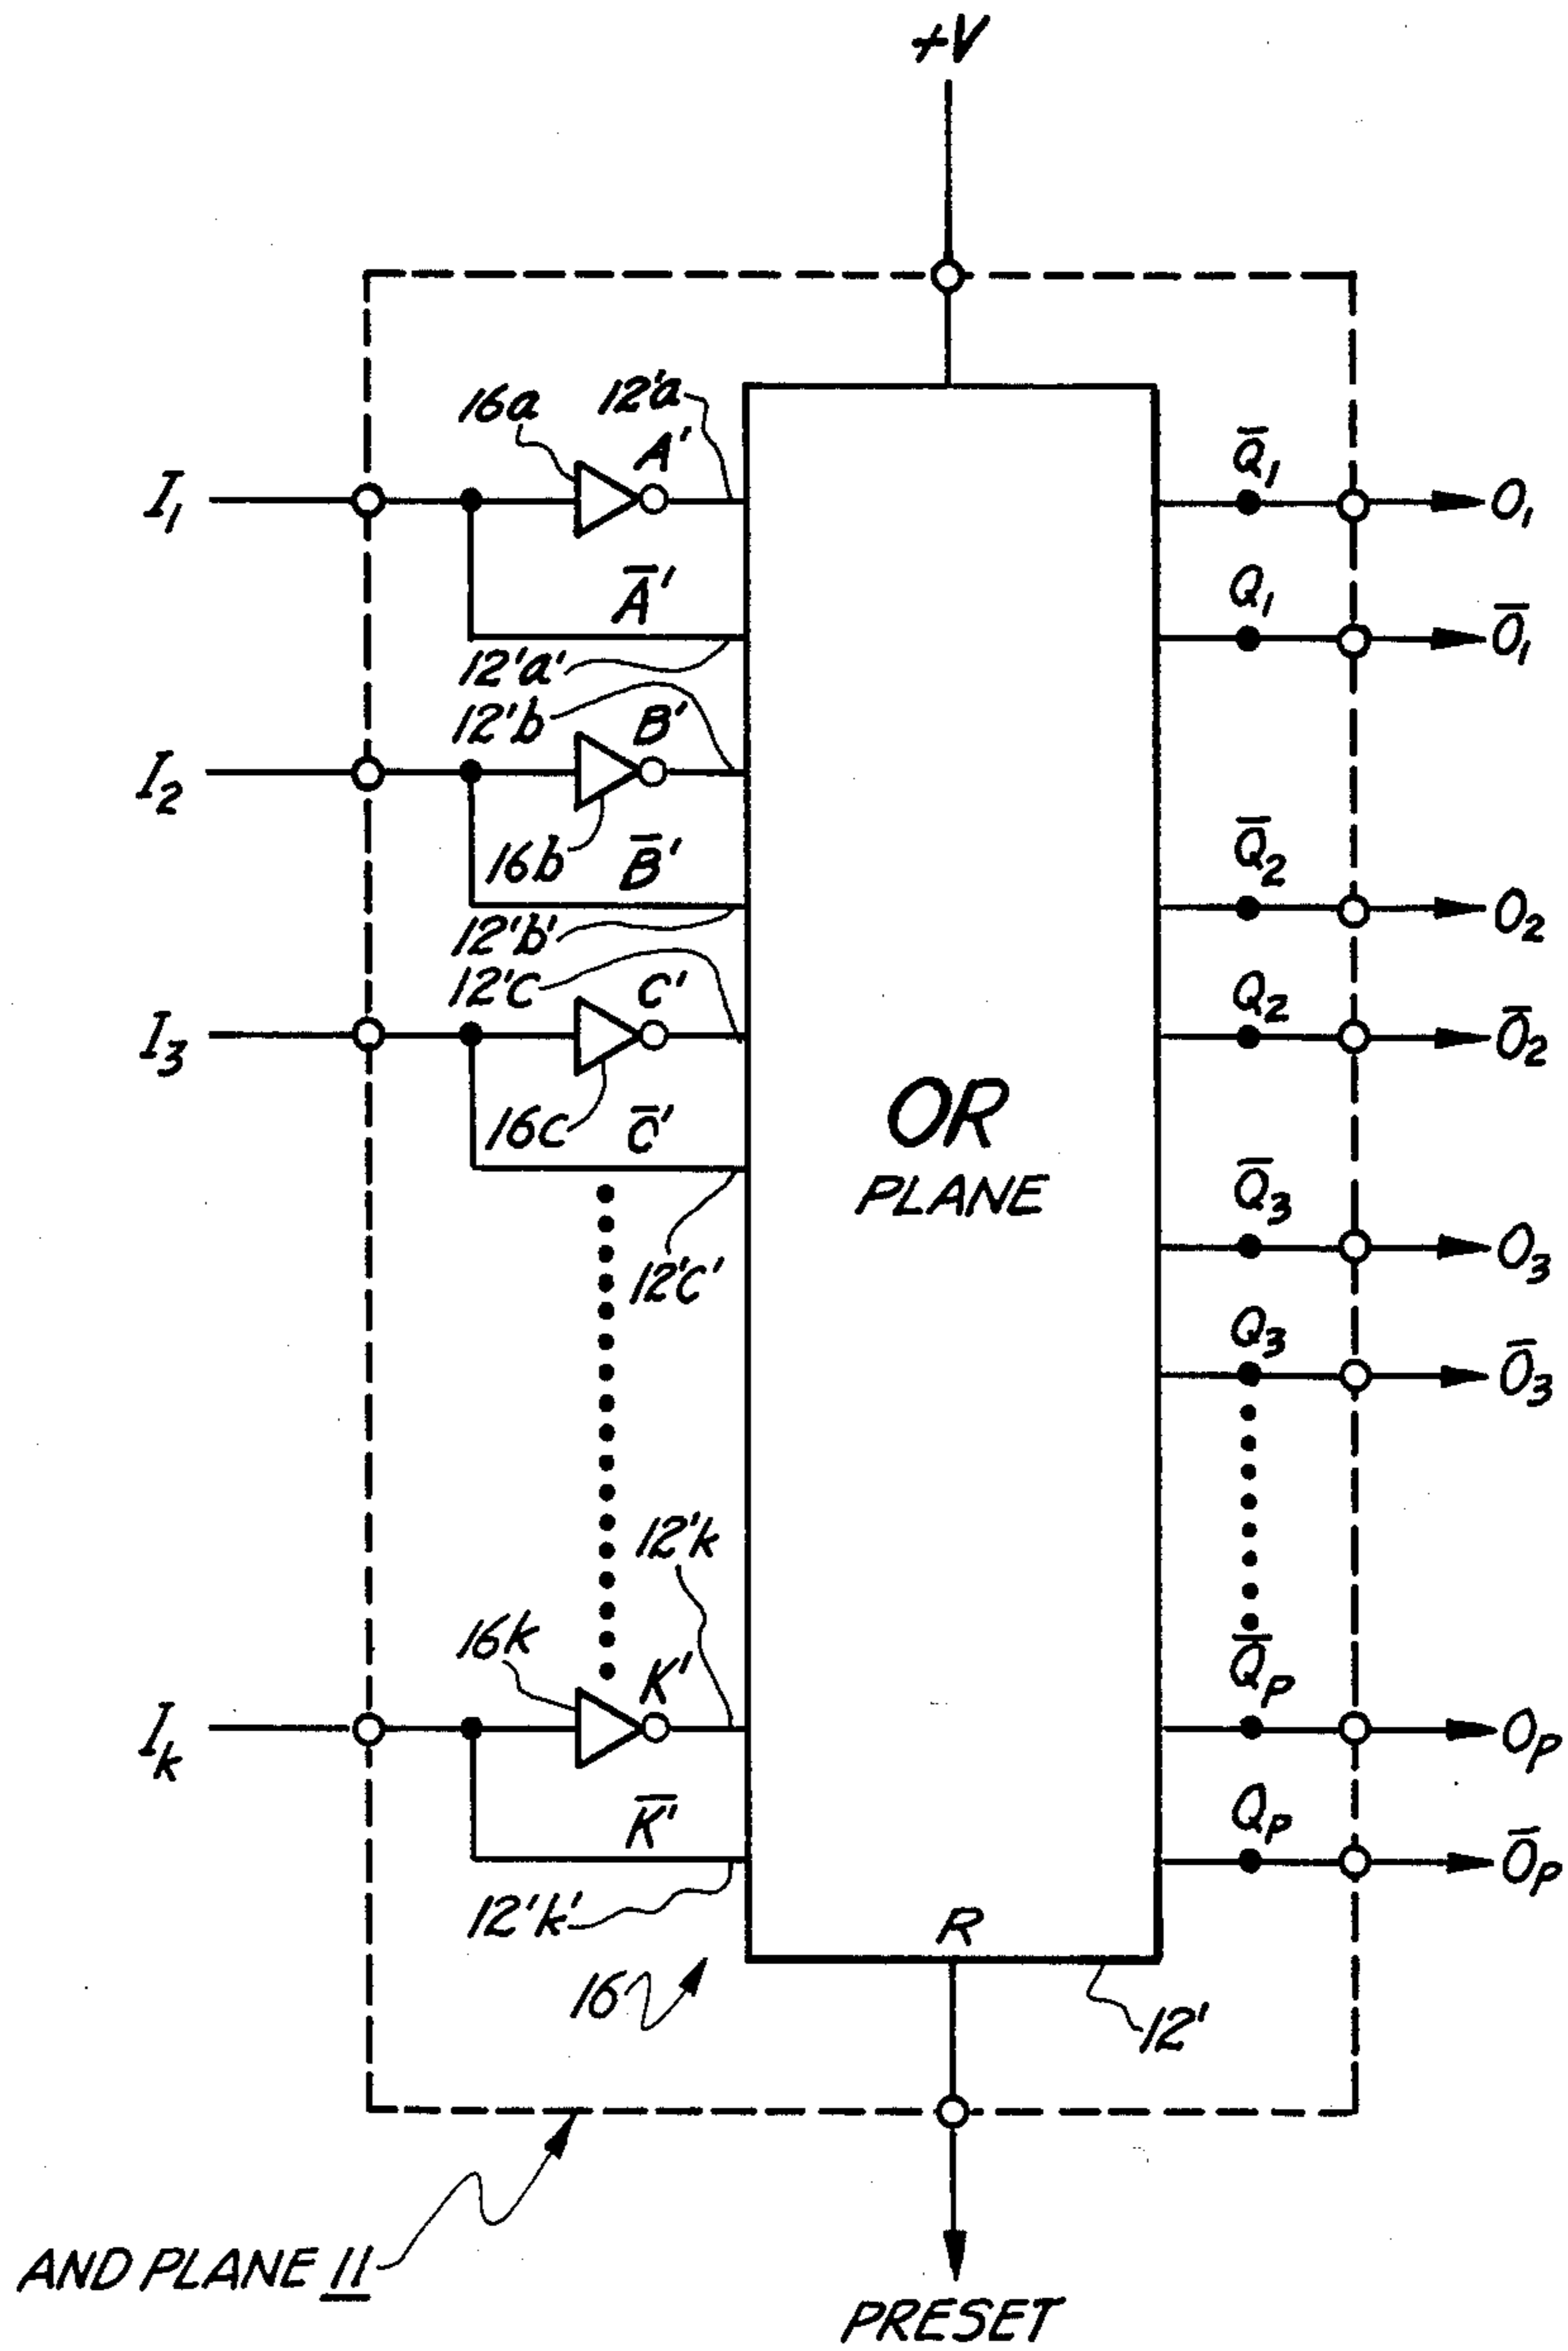 +V
16a 12'a
A'
I₁
Q̄₁
O₁
Ā'
Q₁
Ō₁
12'a'
12'b B'
I₂
16b B̄'
Q̄₂
O₂
12'b'
12'c C'
I₃
Q₂
Ō₂
16c C̄'
OR
PLANE
12'c'
Q̄₃
O₃
Q₃
Ō₃
12'k
16k K'
Iₖ
Q̄ₚ
Oₚ
K̄'
Qₚ
Ōₚ
12'k'
R
16
12'
AND PLANE 11
PRESET